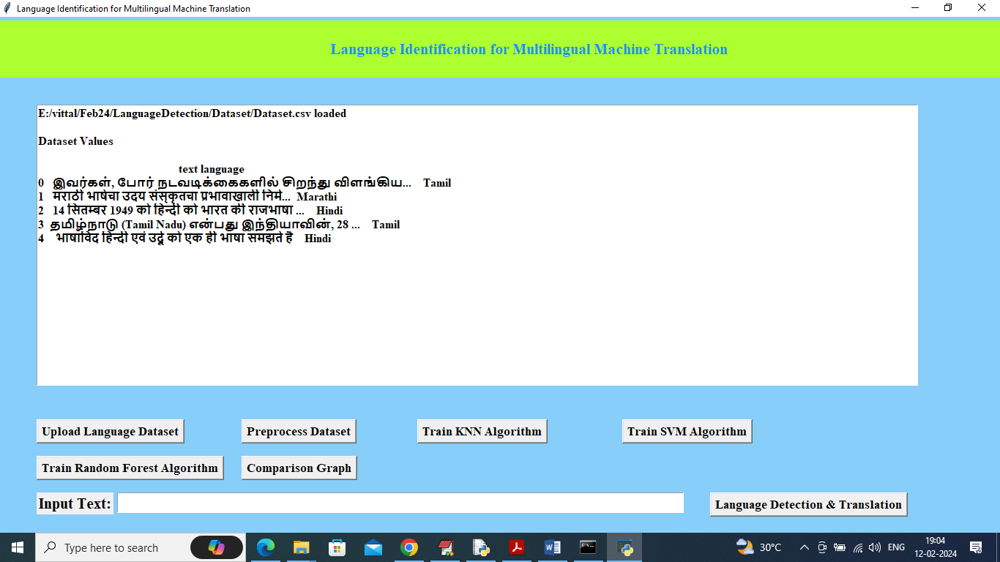 Language Identification for Multilingual Machine Translation
Language Identification for Multilingual Machine Translation
E:/vittal/Feb24/LanguageDetection/Dataset/Dataset.csv loaded
Dataset Values
text language
0 இவர்கள், போர் நடவடிக்கைகளில் சிறந்து விளங்கிய... Tamil
1 मराठी भाषेचा उदय संस्कृतचा प्रभावाखाली निर्म... Marathi
2 14 सितम्बर 1949 को हिन्दी को भारत की राजभाषा ... Hindi
3 தமிழ்நாடு (Tamil Nadu) என்பது இந்தியாவின், 28 ... Tamil
4 भाषाविद हिन्दी एवं उर्दू को एक ही भाषा समझते हैं Hindi
Upload Language Dataset Preprocess Dataset Train KNN Algorithm Train SVM Algorithm
Train Random Forest Algorithm Comparison Graph
Input Text: Language Detection & Translation
Type here to search 30°C ENG 19:04
12-02-2024